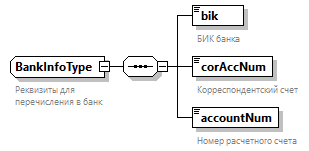 bik
БИК банка
BankInfoType
Реквизиты для
перечисления в банк
corAccNum
Корреспондентский счет
accountNum
Номер расчетного счета